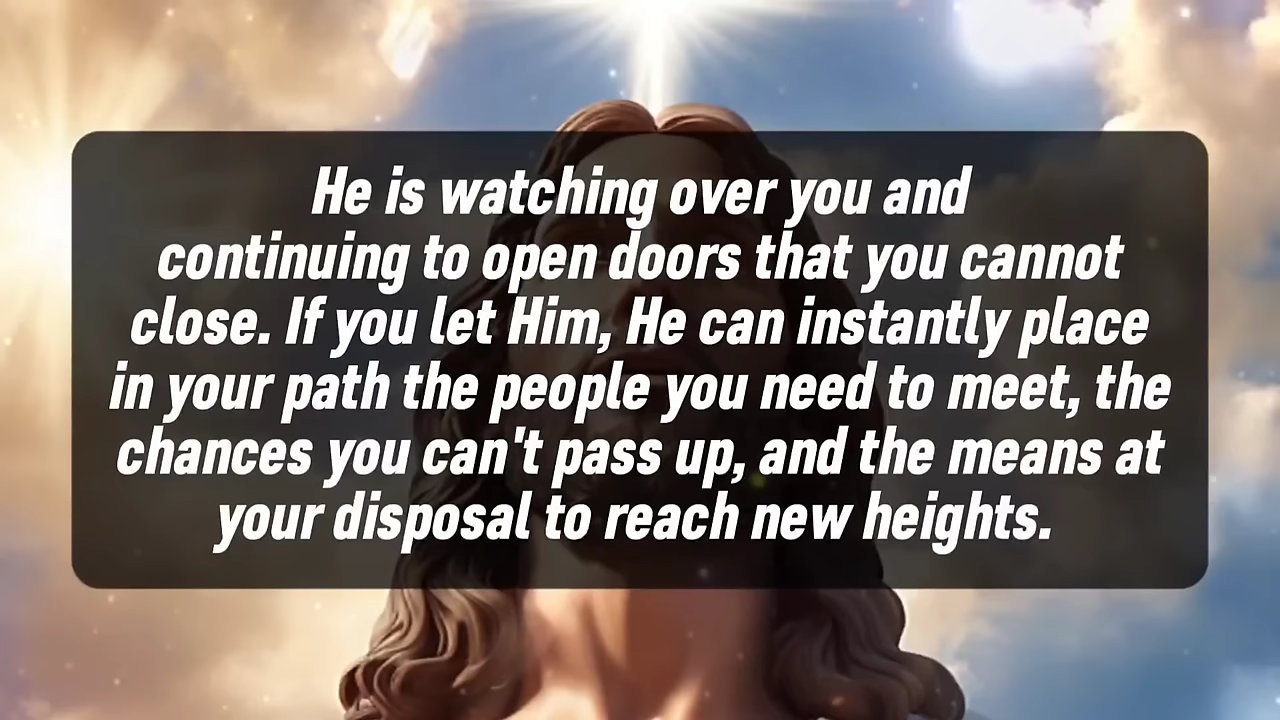 He is watching over you and
continuing to open doors that you cannot
close. If you let Him, He can instantly place
in your path the people you need to meet, the
chances you can't pass up, and the means at
your disposal to reach new heights.